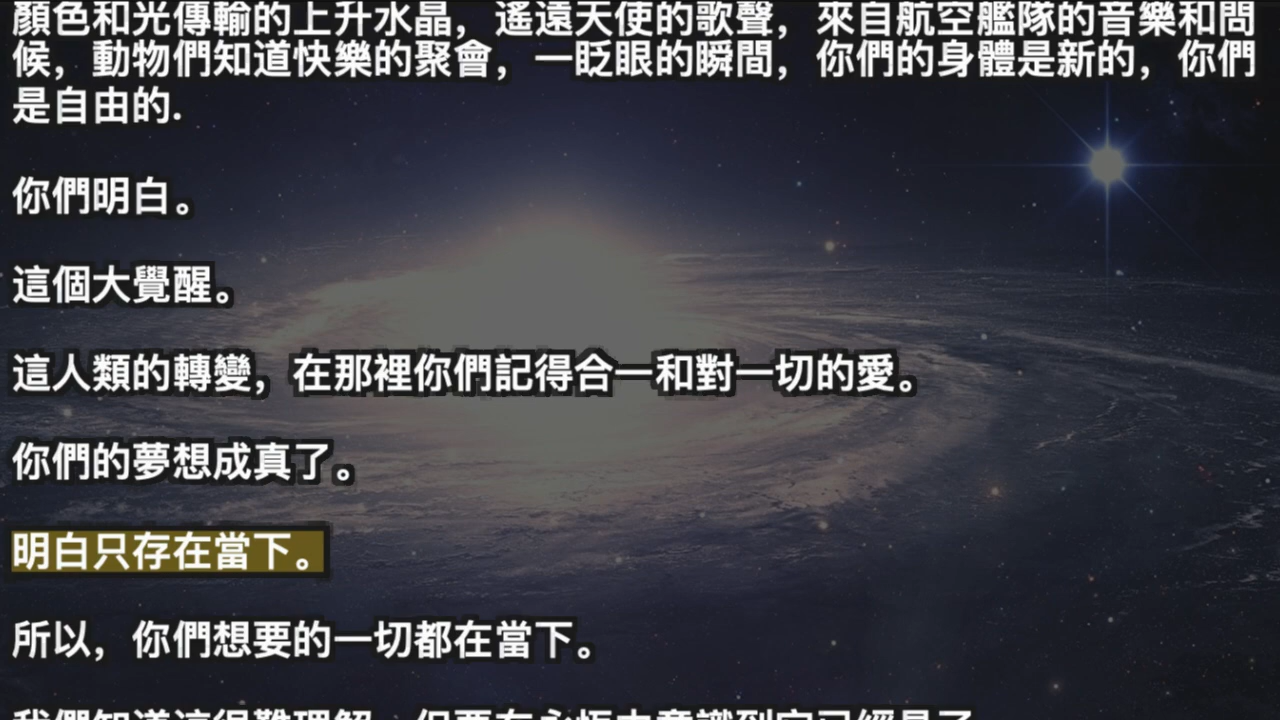 顏色和光傳輸的上升水晶，遙遠天使的歌聲，來自航空艦隊的音樂和問
候，動物們知道快樂的聚會，一眨眼的瞬間，你們的身體是新的，你們
是自由的.
你們明白。
這個大覺醒。
這人類的轉變，在那裡你們記得合一和對一切的愛。
你們的夢想成真了。
明白只存在當下。
所以，你們想要的一切都在當下。